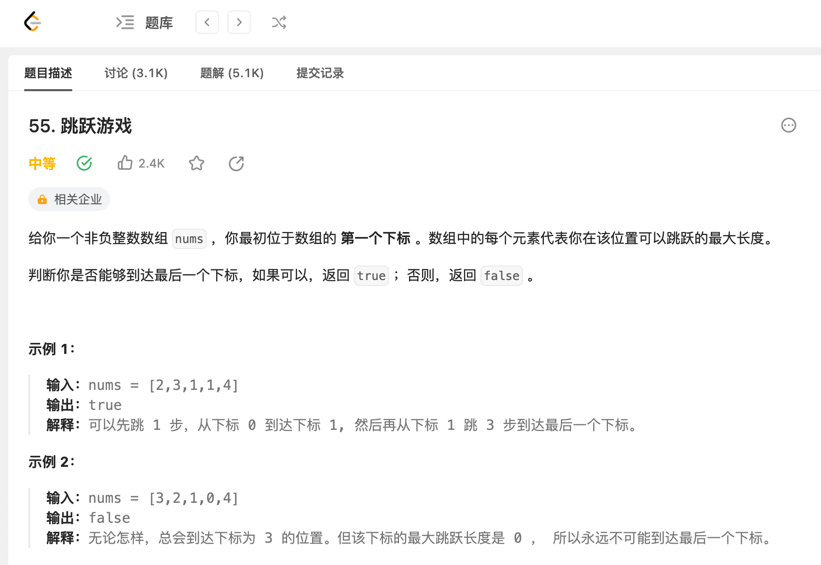 题库
题目描述 讨论 (3.1K) 题解 (5.1K) 提交记录
55. 跳跃游戏
中等 2.4K
相关企业
给你一个非负整数数组 nums ，你最初位于数组的 第一个下标 。数组中的每个元素代表你在该位置可以跳跃的最大长度。
判断你是否能够到达最后一个下标，如果可以，返回 true ；否则，返回 false 。
示例 1：
输入：nums = [2,3,1,1,4]
输出：true
解释：可以先跳 1 步，从下标 0 到达下标 1, 然后再从下标 1 跳 3 步到达最后一个下标。
示例 2：
输入：nums = [3,2,1,0,4]
输出：false
解释：无论怎样，总会到达下标为 3 的位置。但该下标的最大跳跃长度是 0 ， 所以永远不可能到达最后一个下标。